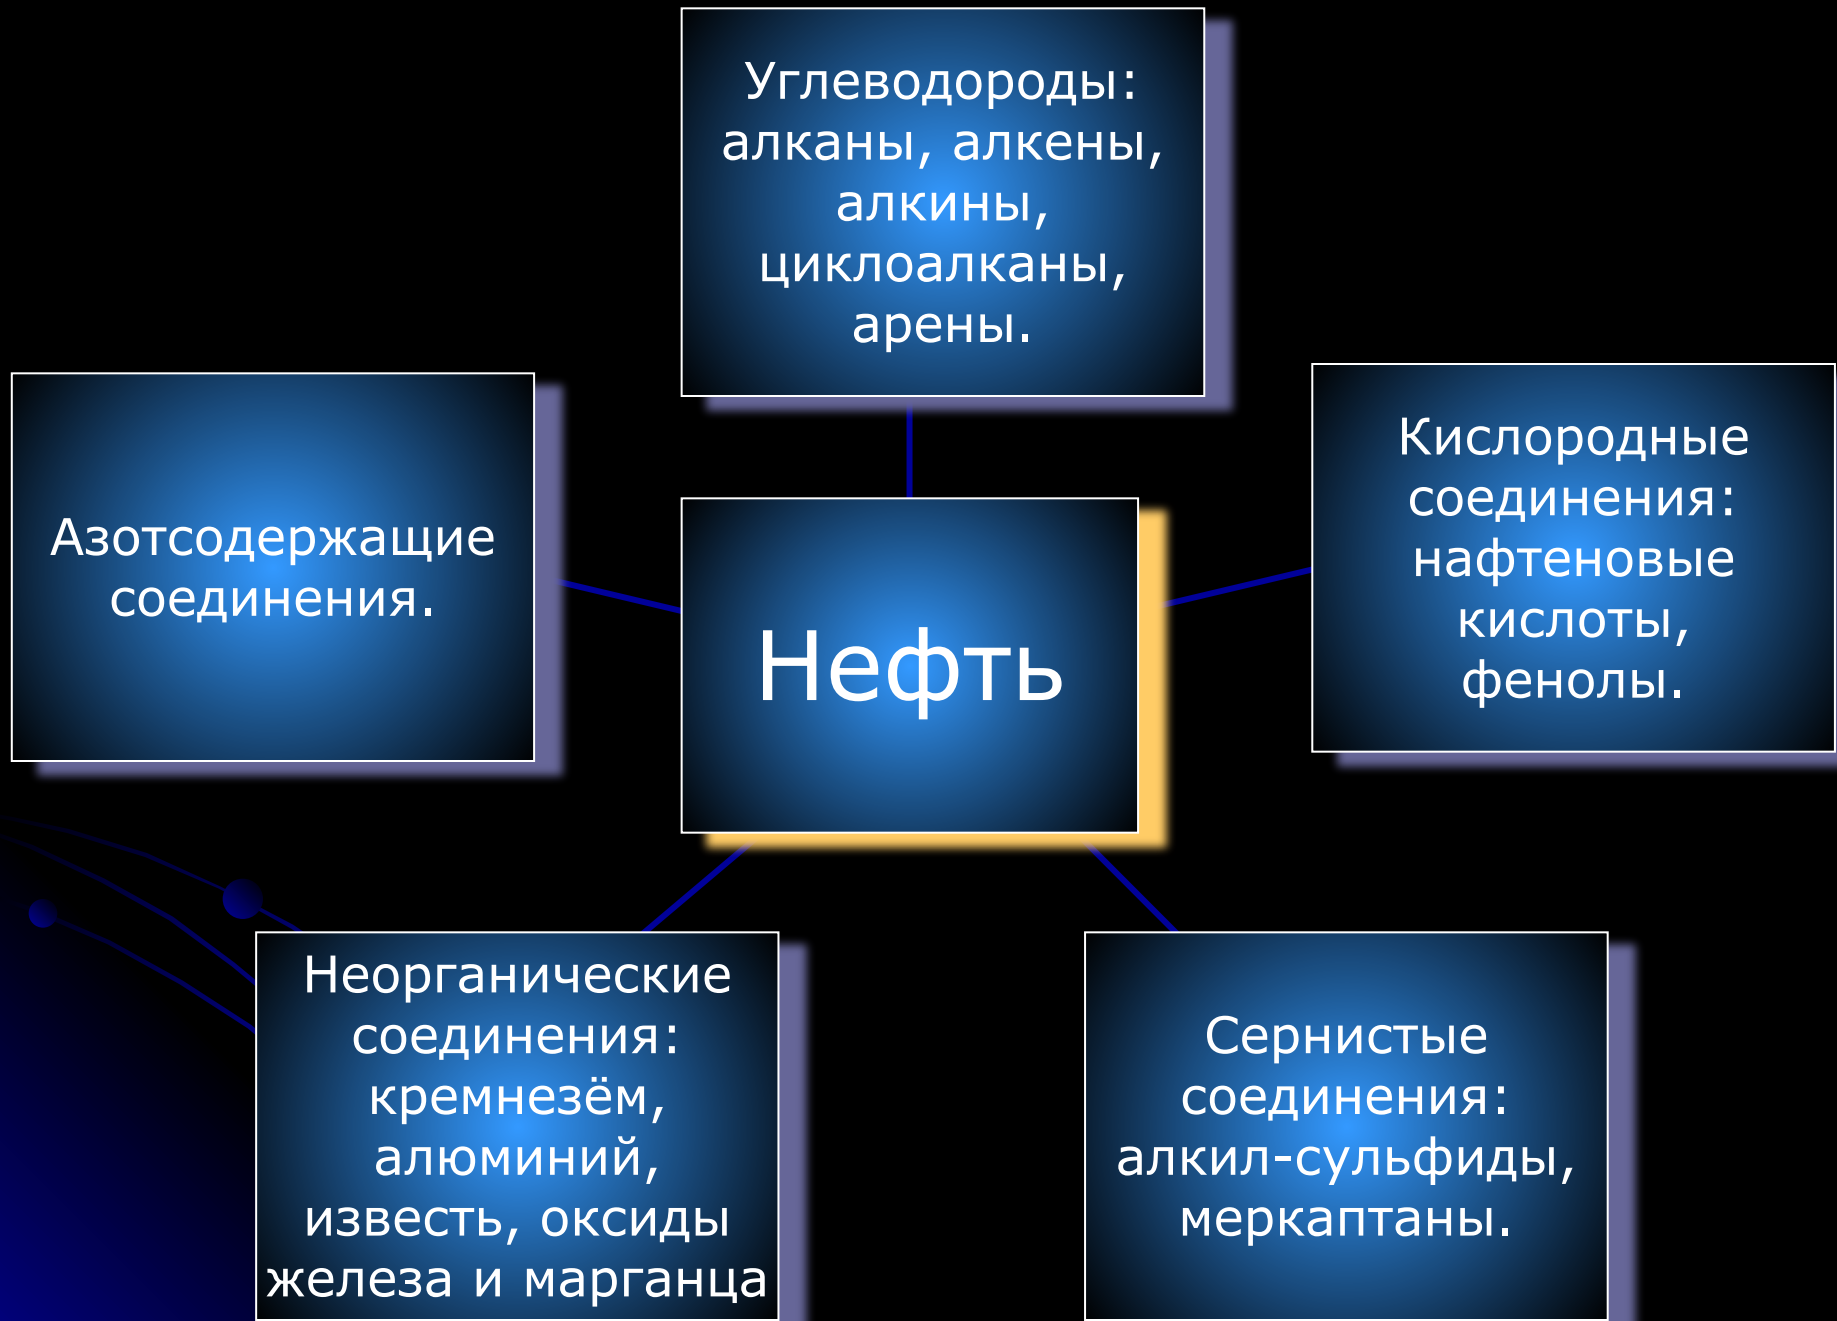 Углеводороды:
алканы, алкены,
алкины,
циклоалканы,
арены.
Азотсодержащие
соединения.
Нефть
Кислородные
соединения:
нафтеновые
кислоты,
фенолы.
Неорганические
соединения:
кремнезём,
алюминий,
известь, оксиды
железа и марганца
Сернистые
соединения:
алкил-сульфиды,
меркаптаны.